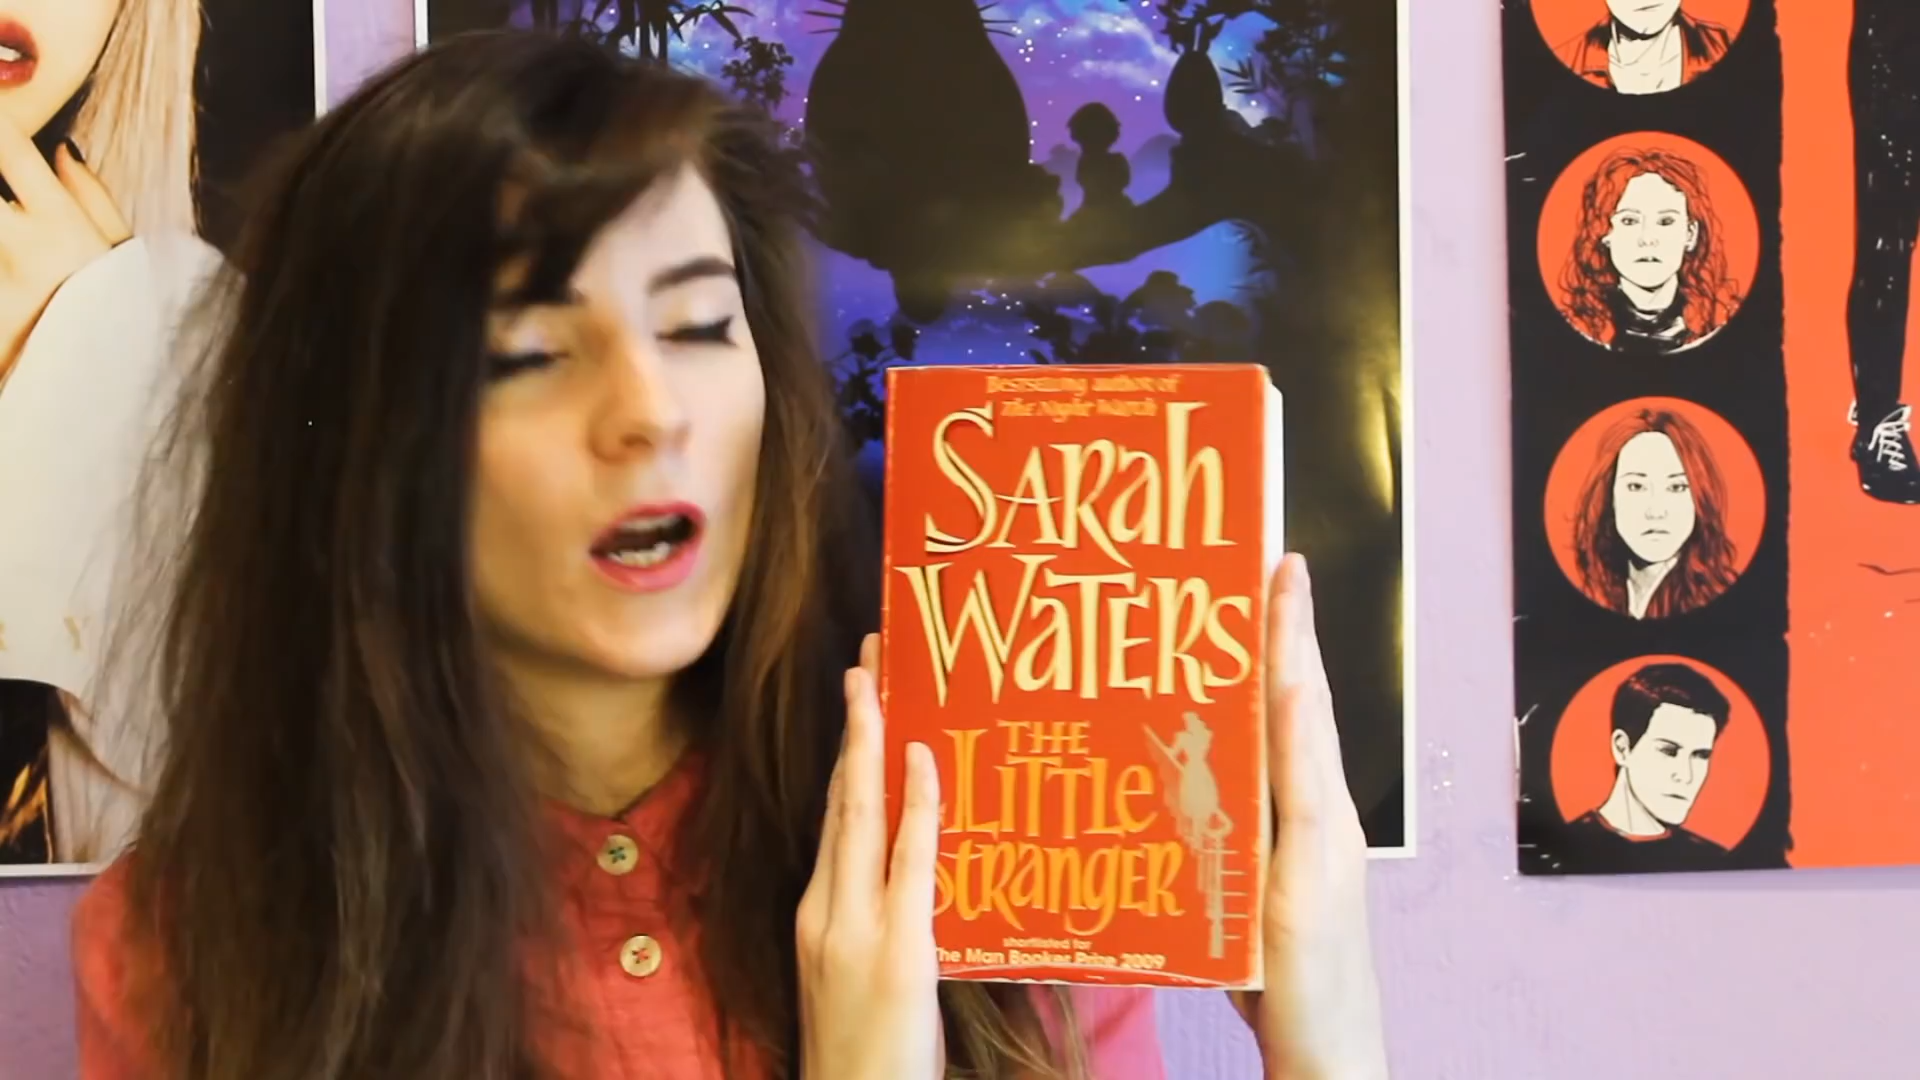 Bestselling author of
The Night Watch
SARah
WaTERS
THE
LITTLe
STRANGER
shortlisted for
The Man Booker Prize 2009
R Y